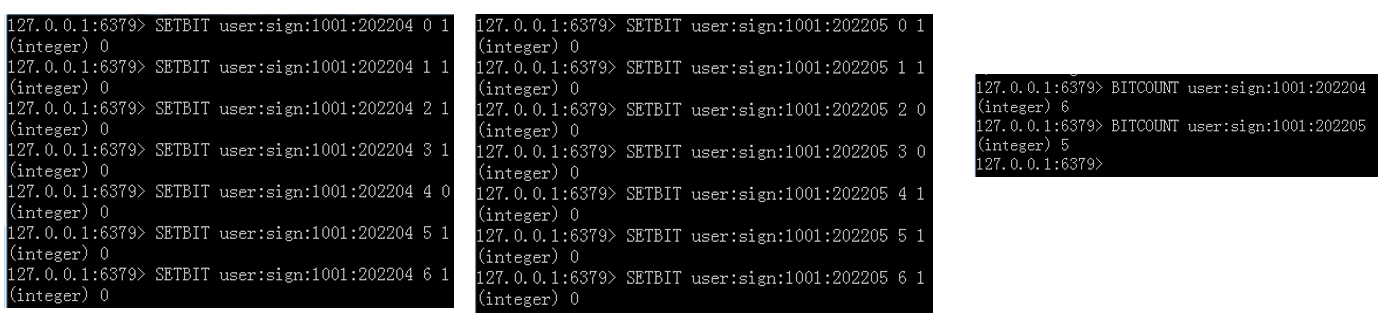 127.0.0.1:6379> SETBIT user:sign:1001:202204 0 1
(integer) 0
127.0.0.1:6379> SETBIT user:sign:1001:202204 1 1
(integer) 0
127.0.0.1:6379> SETBIT user:sign:1001:202204 2 1
(integer) 0
127.0.0.1:6379> SETBIT user:sign:1001:202204 3 1
(integer) 0
127.0.0.1:6379> SETBIT user:sign:1001:202204 4 0
(integer) 0
127.0.0.1:6379> SETBIT user:sign:1001:202204 5 1
(integer) 0
127.0.0.1:6379> SETBIT user:sign:1001:202204 6 1
(integer) 0
127.0.0.1:6379> SETBIT user:sign:1001:202205 0 1
(integer) 0
127.0.0.1:6379> SETBIT user:sign:1001:202205 1 1
(integer) 0
127.0.0.1:6379> SETBIT user:sign:1001:202205 2 0
(integer) 0
127.0.0.1:6379> SETBIT user:sign:1001:202205 3 0
(integer) 0
127.0.0.1:6379> SETBIT user:sign:1001:202205 4 1
(integer) 0
127.0.0.1:6379> SETBIT user:sign:1001:202205 5 1
(integer) 0
127.0.0.1:6379> SETBIT user:sign:1001:202205 6 1
(integer) 0
127.0.0.1:6379> BITCOUNT user:sign:1001:202204
(integer) 6
127.0.0.1:6379> BITCOUNT user:sign:1001:202205
(integer) 5
127.0.0.1:6379>